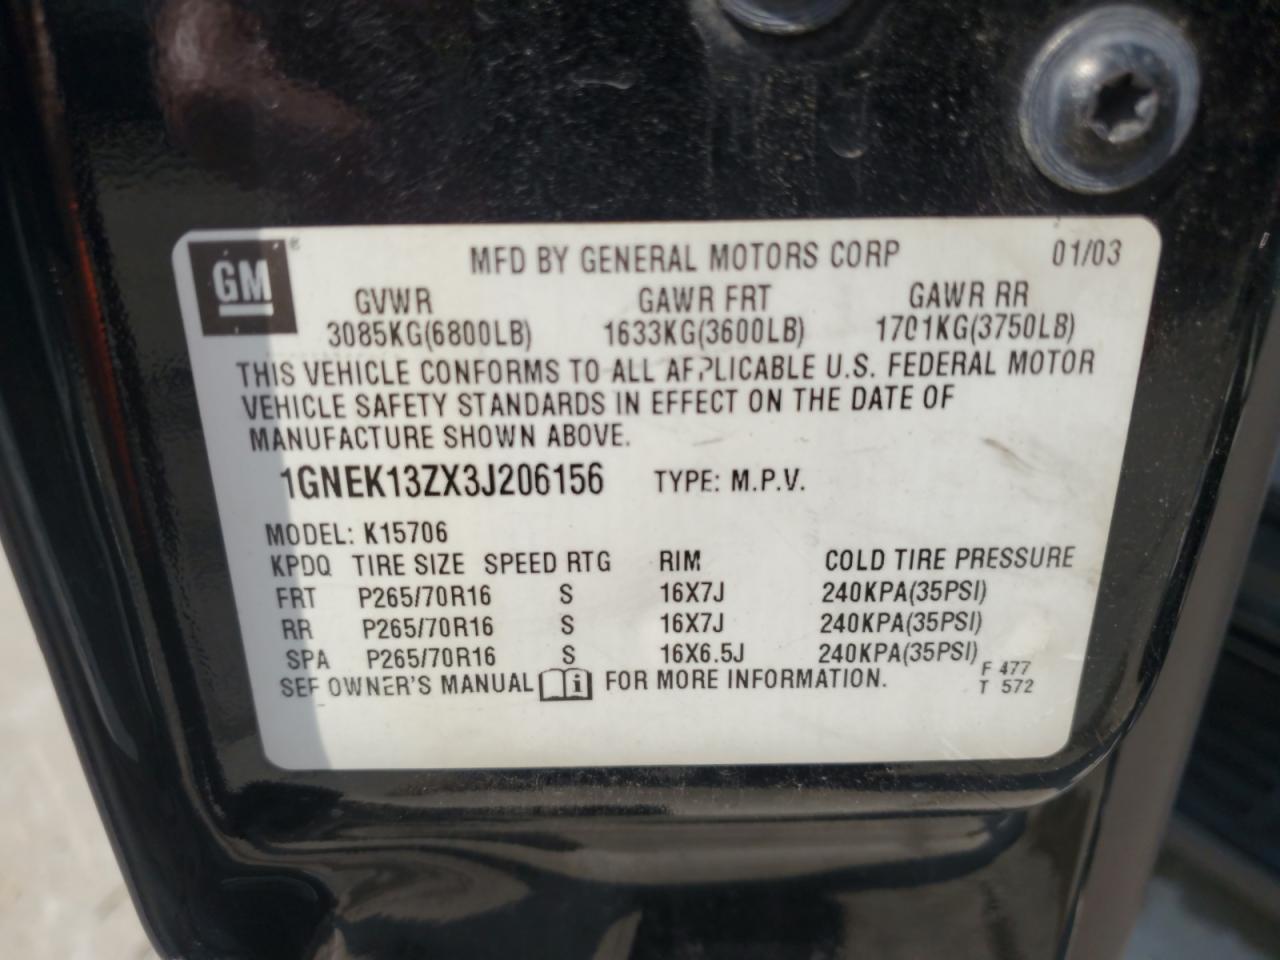 GM® MFD BY GENERAL MOTORS CORP 01/03
GVWR GAWR FRT GAWR RR
3085KG(6800LB) 1633KG(3600LB) 1701KG(3750LB)
THIS VEHICLE CONFORMS TO ALL APPLICABLE U.S. FEDERAL MOTOR
VEHICLE SAFETY STANDARDS IN EFFECT ON THE DATE OF
MANUFACTURE SHOWN ABOVE.
1GNEK13ZX3J206156 TYPE: M.P.V.
MODEL: K15706
KPDQ TIRE SIZE SPEED RTG RIM COLD TIRE PRESSURE
FRT P265/70R16 S 16X7J 240KPA(35PSI)
RR P265/70R16 S 16X7J 240KPA(35PSI)
SPA P265/70R16 S 16X6.5J 240KPA(35PSI)
SEE OWNER'S MANUAL i FOR MORE INFORMATION. F 477
T 572